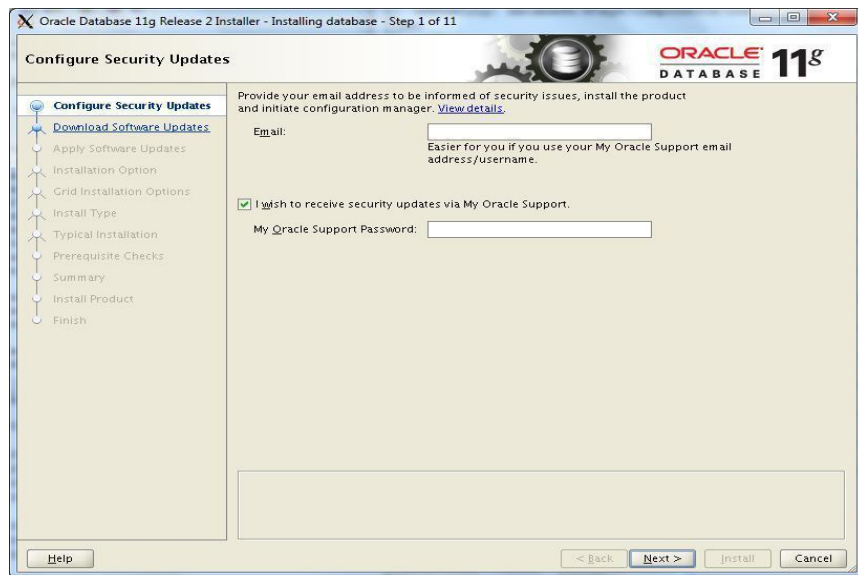 Oracle Database 11g Release 2 Installer - Installing database - Step 1 of 11
Configure Security Updates
ORACLE 11g
DATABASE
Configure Security Updates
Download Software Updates
Apply Software Updates
Installation Option
Grid Installation Options
Install Type
Typical Installation
Prerequisite Checks
Summary
Install Product
Finish
Provide your email address to be informed of security issues, install the product
and initiate configuration manager. View details.
Email:
Easier for you if you use your My Oracle Support email
address/username.
I wish to receive security updates via My Oracle Support.
My Oracle Support Password:
Help
< Back Next > Install Cancel